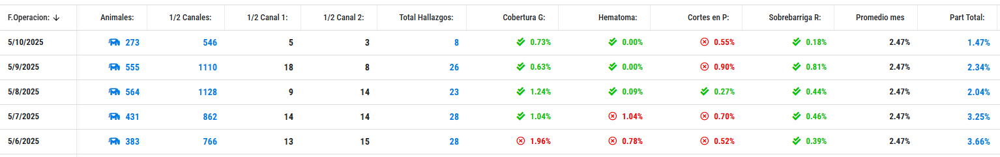 F.Operacion: Animales: 1/2 Canales: 1/2 Canal 1: 1/2 Canal 2: Total Hallazgos: Cobertura G: Hematoma: Cortes en P: Sobrebarriga R: Promedio mes Part Total:
5/10/2025 273 546 5 3 8 0.73% 0.00% 0.55% 0.18% 2.47% 1.47%
5/9/2025 555 1110 18 8 26 0.63% 0.00% 0.90% 0.81% 2.47% 2.34%
5/8/2025 564 1128 9 14 23 1.24% 0.09% 0.27% 0.44% 2.47% 2.04%
5/7/2025 431 862 14 14 28 1.04% 1.04% 0.70% 0.46% 2.47% 3.25%
5/6/2025 383 766 13 15 28 1.96% 0.78% 0.52% 0.39% 2.47% 3.66%